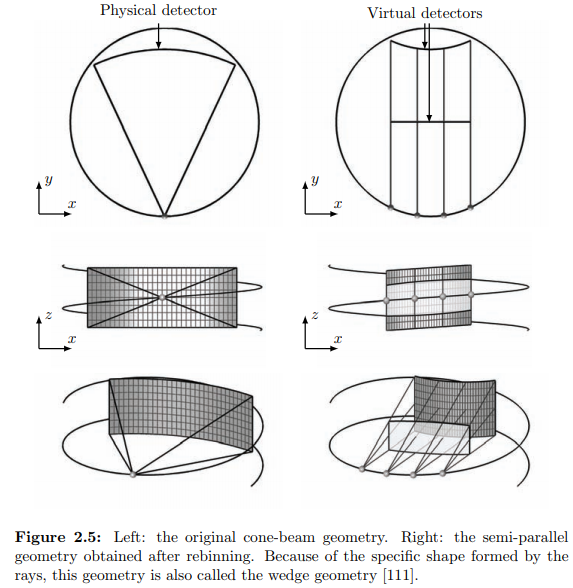 Physical detector
Virtual detectors
y
x
y
x
z
x
z
x
Figure 2.5: Left: the original cone-beam geometry. Right: the semi-parallel
geometry obtained after rebinning. Because of the specific shape formed by the
rays, this geometry is also called the wedge geometry [111].